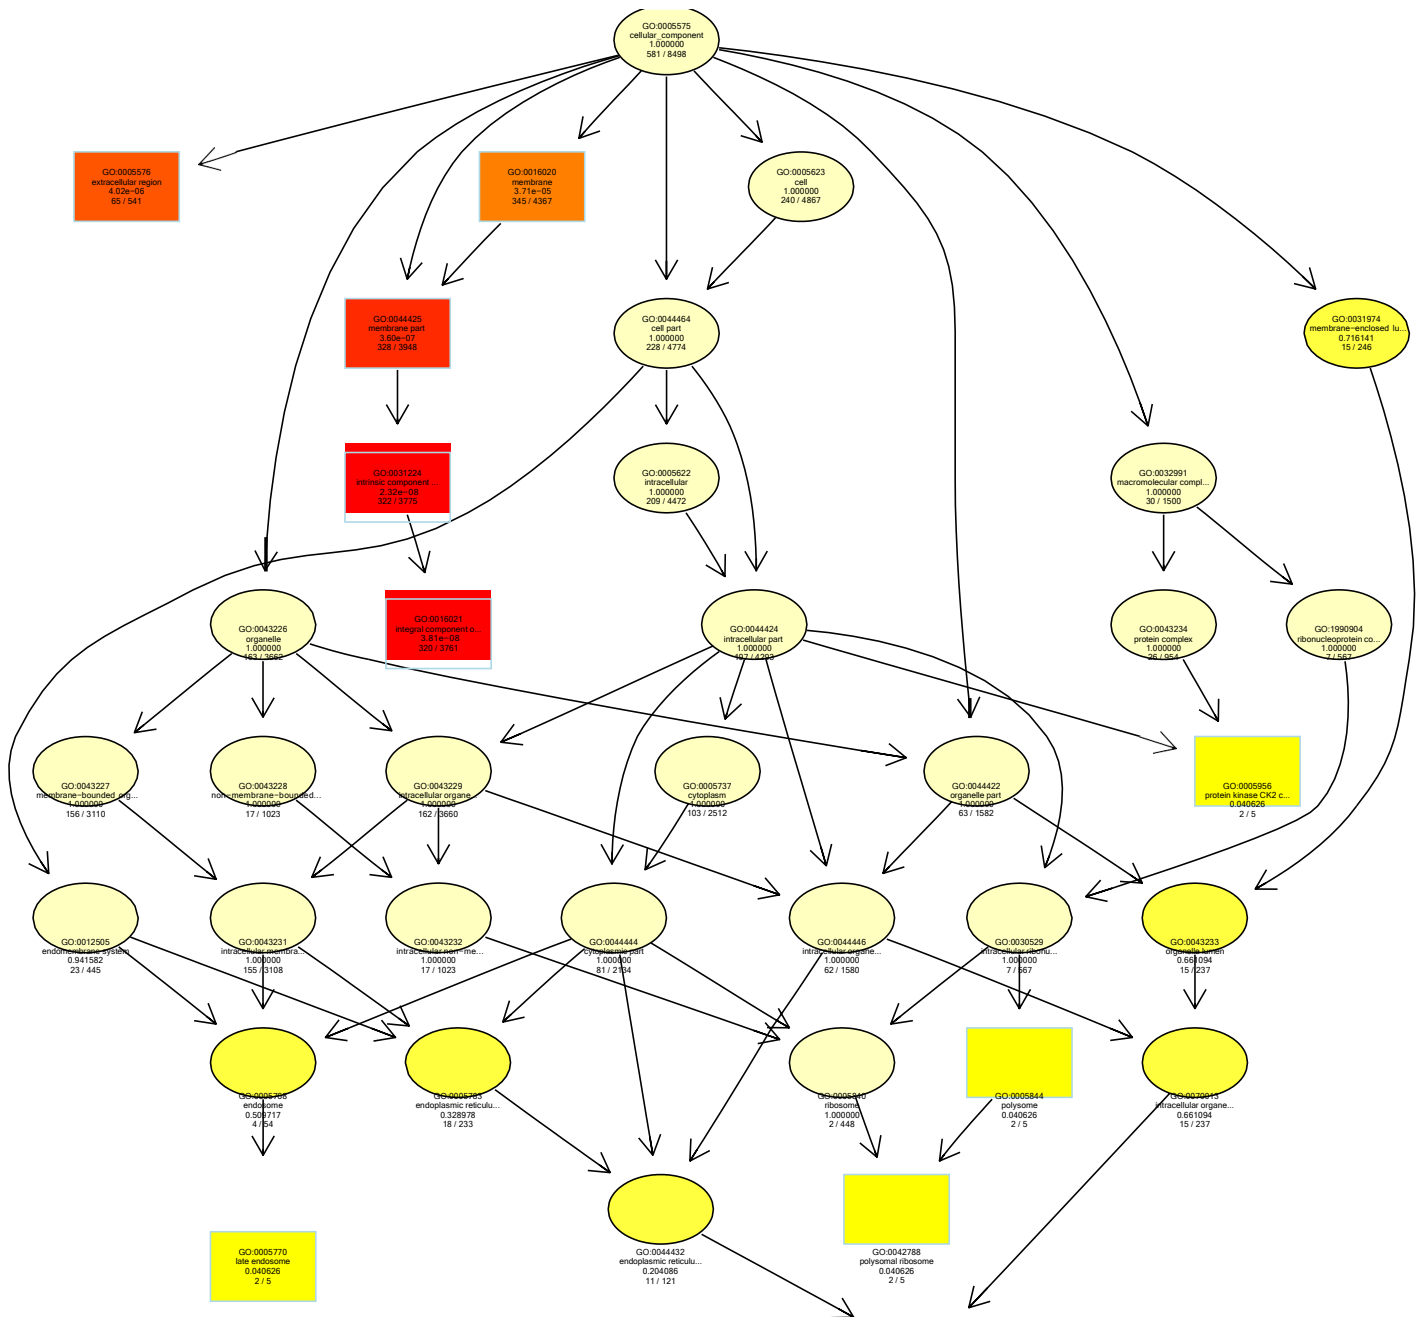 GO:0005575
cellular_component
1.000000
581 / 8498
GO:0005576
extracellular region
4.02e−06
65 / 541
GO:0016020
membrane
3.71e−05
345 / 4367
GO:0005623
cell
1.000000
240 / 4867
GO:0044425
membrane part
3.60e−07
328 / 3948
GO:0044464
cell part
1.000000
228 / 4774
GO:0031974
membrane−enclosed lu...
0.716141
15 / 246
GO:0031224
intrinsic component ...
2.32e−08
322 / 3775
GO:0005622
intracellular
1.000000
209 / 4472
GO:0032991
macromolecular compl...
1.000000
30 / 1500
GO:0043226
organelle
1.000000
163 / 3662
GO:0016021
integral component o...
3.81e−08
320 / 3761
GO:0044424
intracellular part
1.000000
197 / 4293
GO:0043234
protein complex
1.000000
26 / 954
GO:1990904
ribonucleoprotein co...
1.000000
7 / 567
GO:0043227
membrane−bounded org...
1.000000
156 / 3110
GO:0043228
non−membrane−bounded...
1.000000
17 / 1023
GO:0043229
intracellular organe...
1.000000
162 / 3660
GO:0005737
cytoplasm
1.000000
103 / 2512
GO:0044422
organelle part
1.000000
63 / 1582
GO:0005956
protein kinase CK2 c...
0.040626
2 / 5
GO:0012505
endomembrane system
0.941582
23 / 445
GO:0043231
intracellular membra...
1.000000
155 / 3108
GO:0043232
intracellular non−me...
1.000000
17 / 1023
GO:0044444
cytoplasmic part
1.000000
81 / 2134
GO:0044446
intracellular organe...
1.000000
62 / 1580
GO:0030529
intracellular ribonu...
1.000000
7 / 567
GO:0043233
organelle lumen
0.661094
15 / 237
GO:0005768
endosome
0.509717
4 / 54
GO:0005783
endoplasmic reticulu...
0.328978
18 / 233
GO:0005840
ribosome
1.000000
2 / 448
GO:0005844
polysome
0.040626
2 / 5
GO:0070013
intracellular organe...
0.661094
15 / 237
GO:0005770
late endosome
0.040626
2 / 5
GO:0044432
endoplasmic reticulu...
0.204086
11 / 121
GO:0042788
polysomal ribosome
0.040626
2 / 5